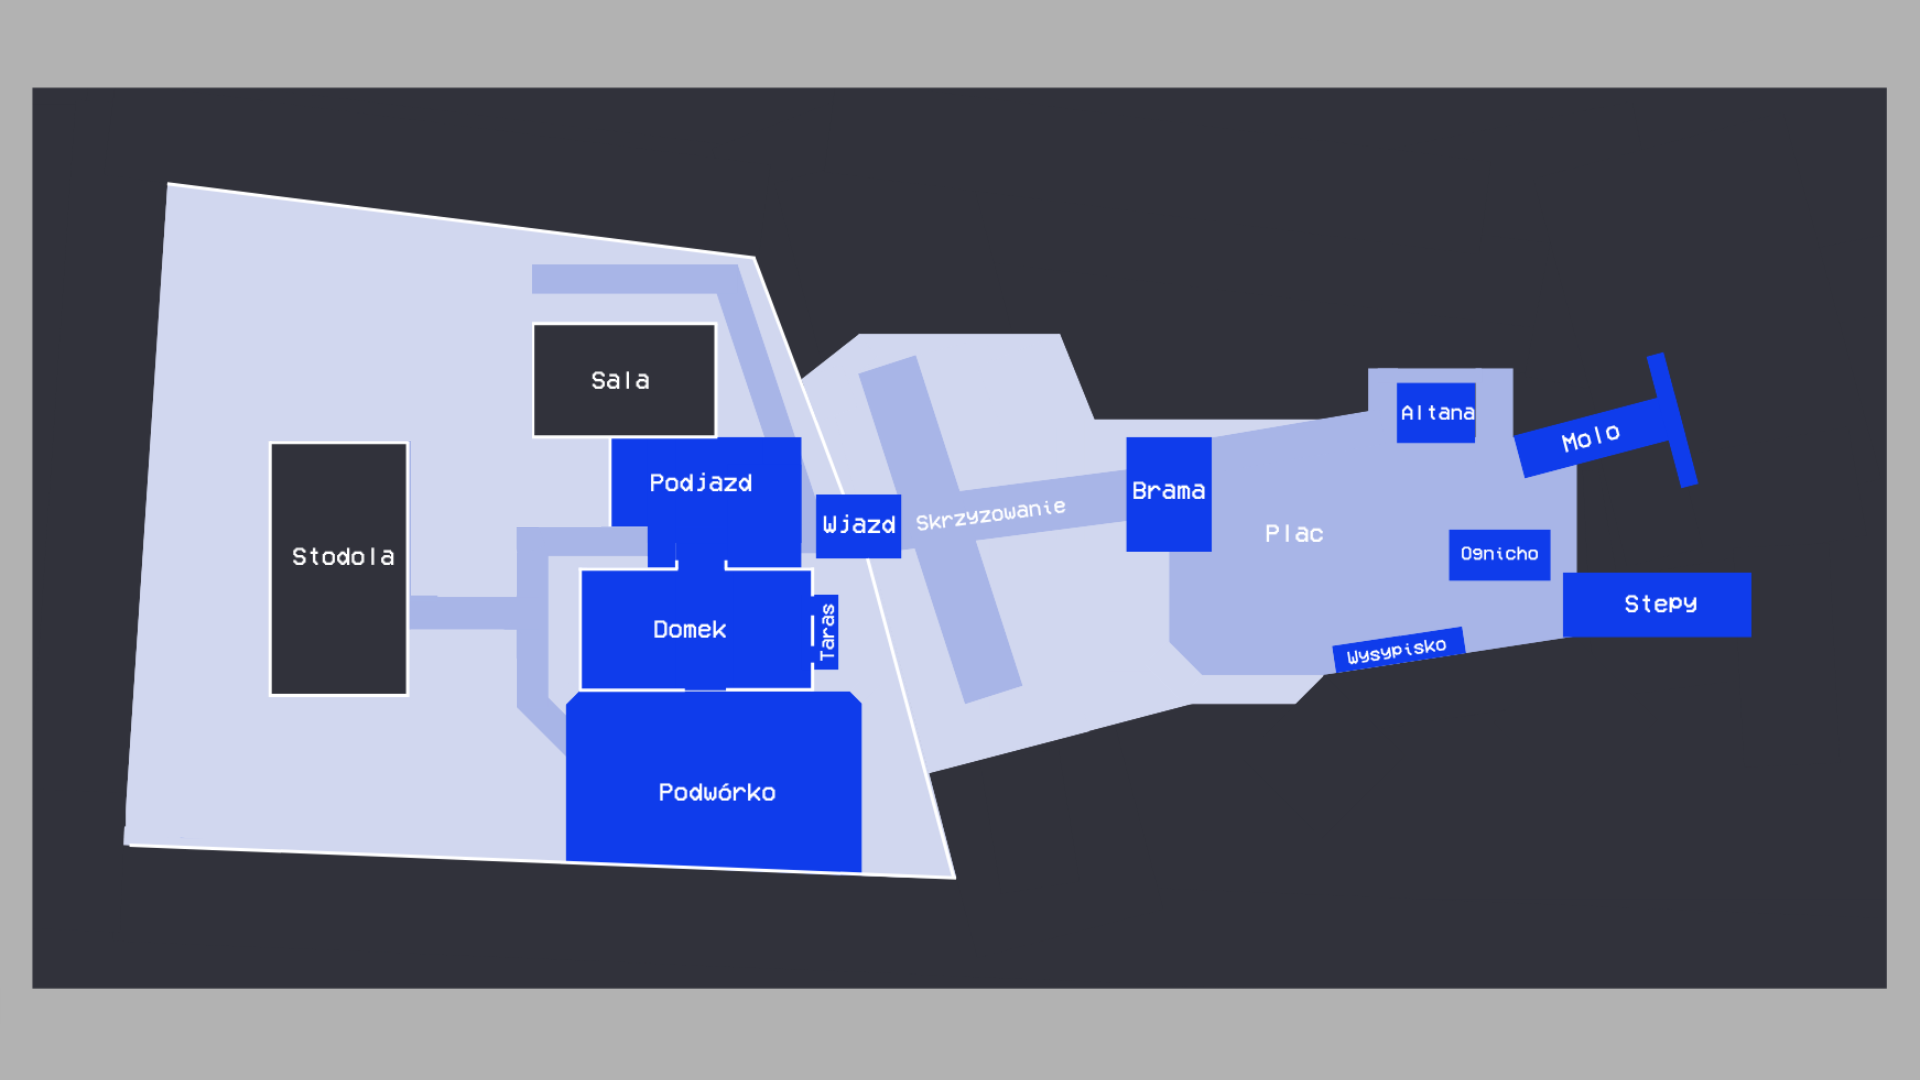 Sala
Altana
Molo
Podjazd
Brama
Wjazd
Skrzyzowanie
Plac
Stodola
Ognicho
Stepy
Domek
Taras
Wysypisko
Podwórko